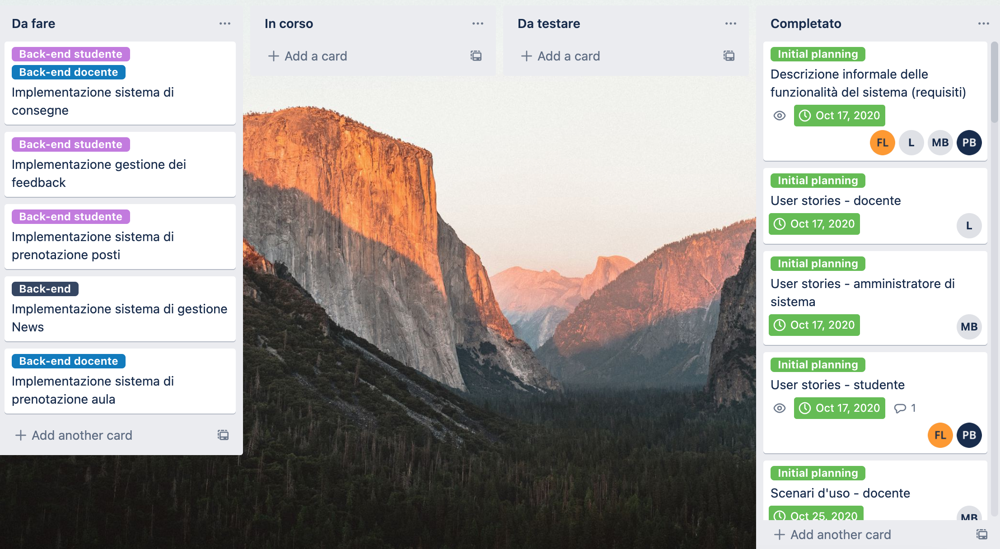 Da fare
Back-end studente
Back-end docente
Implementazione sistema di
consegne
Back-end studente
Implementazione gestione dei
feedback
Back-end studente
Implementazione sistema di
prenotazione posti
Back-end
Implementazione sistema di gestione
News
Back-end docente
Implementazione sistema di
prenotazione aula
+ Add another card
In corso
+ Add a card
Da testare
+ Add a card
Completato
Initial planning
Descrizione informale delle
funzionalità del sistema (requisiti)
Oct 17, 2020
FL L MB PB
Initial planning
User stories - docente
Oct 17, 2020 L
Initial planning
User stories - amministratore di
sistema
Oct 17, 2020 MB
Initial planning
User stories - studente
Oct 17, 2020 1
FL PB
Initial planning
Scenari d'uso - docente
Oct 25, 2020 MB
+ Add another card